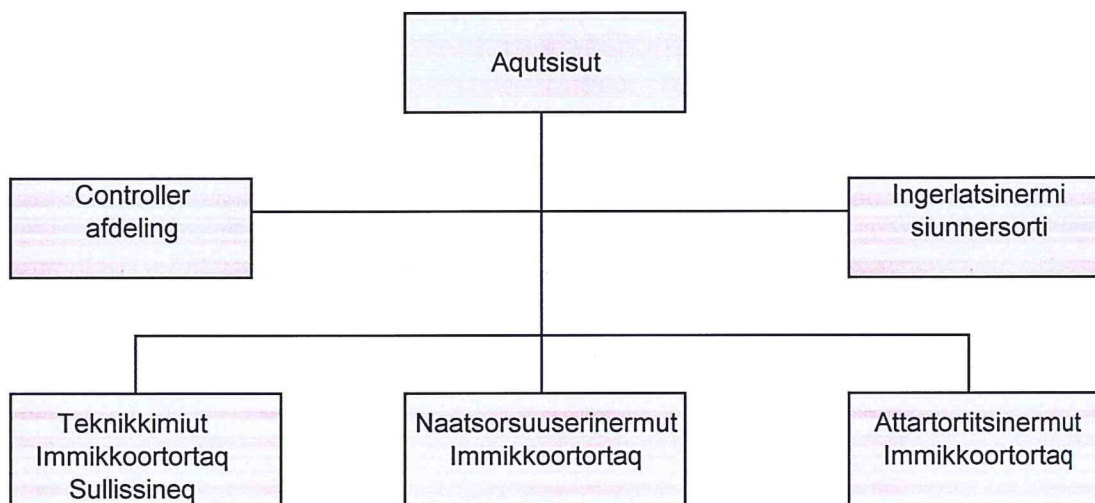 Aqutsisut
Controller
afdeling
Ingerlatsinermi
siunnersorti
Teknikkimiut
Immikkoortortaq
Sullissineq
Naatsorsuuserinermut
Immikkoortortaq
Attartortitsinermut
Immikkoortortaq